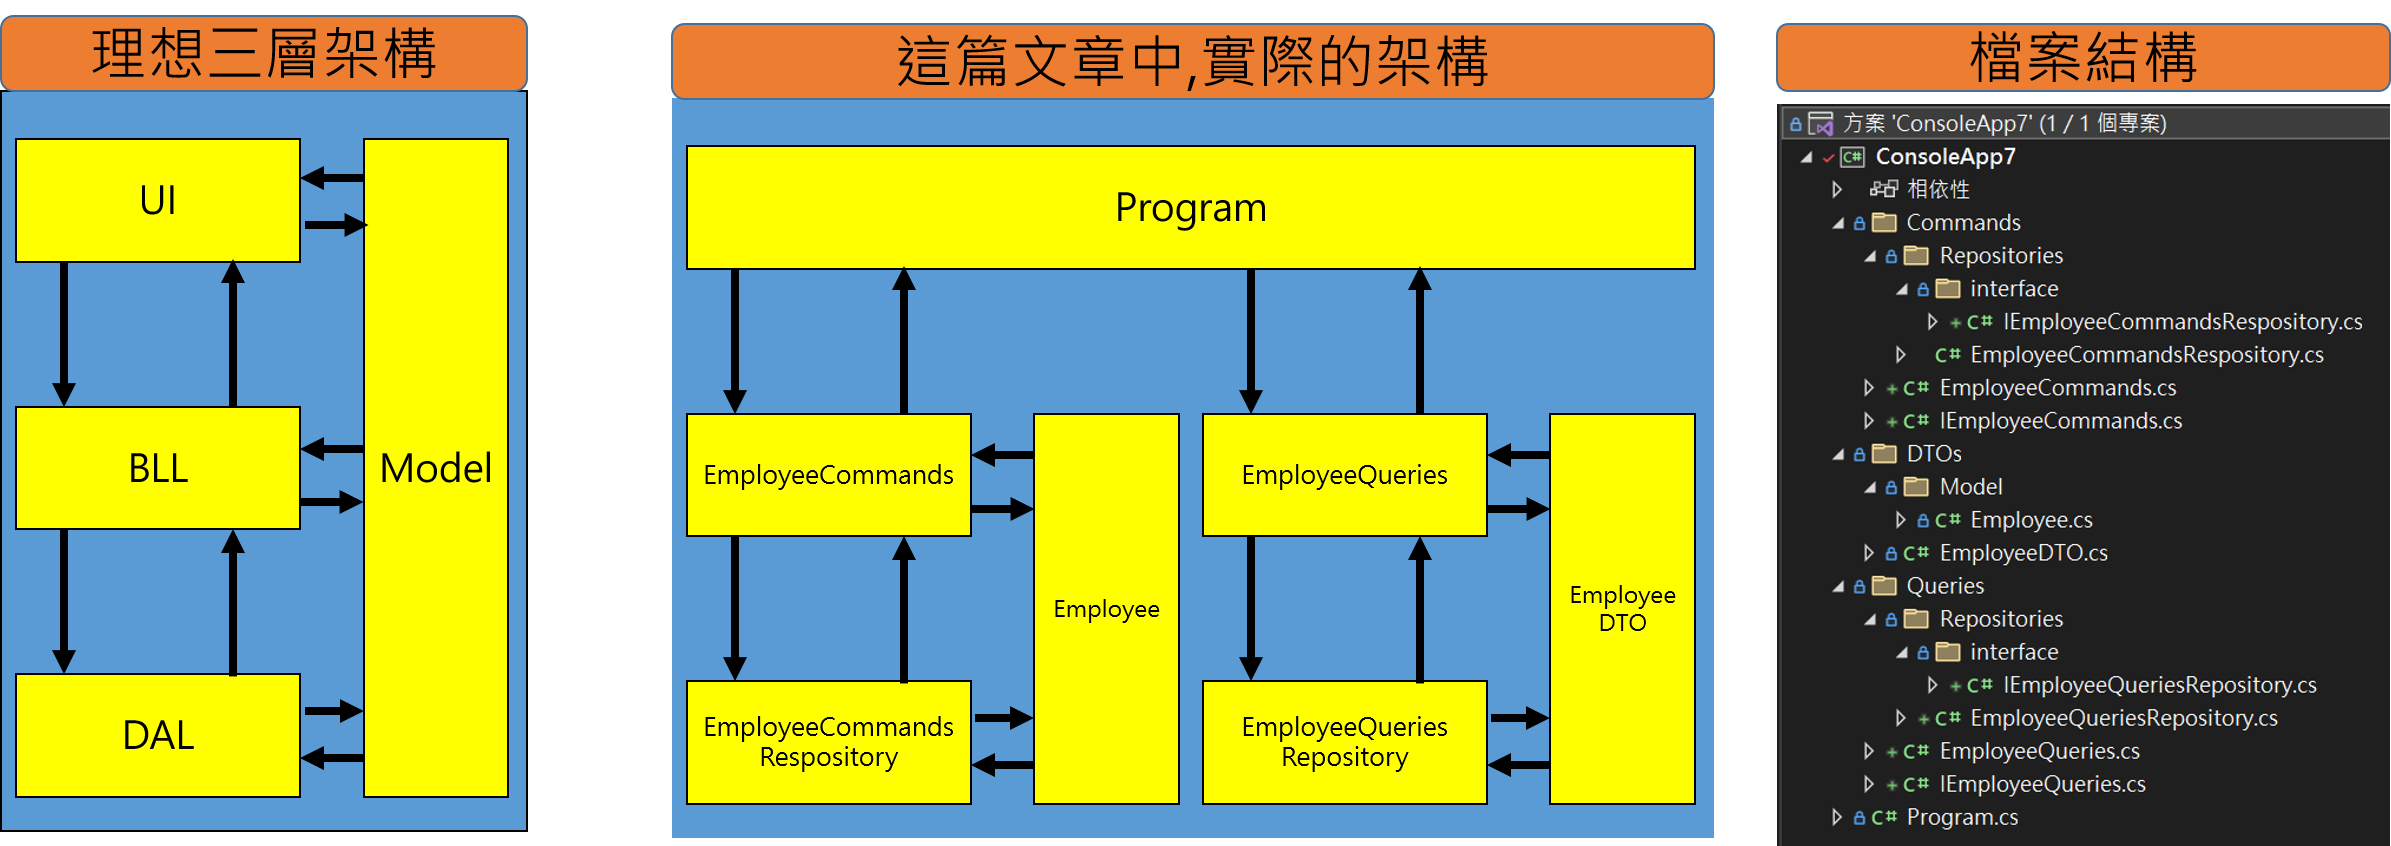 理想三層架構
UI
BLL
Model
DAL
這篇文章中,實際的架構
Program
EmployeeCommands
EmployeeQueries
Employee
Employee
DTO
EmployeeCommands
Respository
EmployeeQueries
Repository
檔案結構
方案 'ConsoleApp7' (1 / 1 個專案)
C# ConsoleApp7
相依性
Commands
Repositories
interface
+ C# IEmployeeCommandsRespository.cs
C# EmployeeCommandsRespository.cs
+ C# EmployeeCommands.cs
+ C# IEmployeeCommands.cs
DTOs
Model
C# Employee.cs
C# EmployeeDTO.cs
Queries
Repositories
interface
+ C# IEmployeeQueriesRepository.cs
+ C# EmployeeQueriesRepository.cs
+ C# EmployeeQueries.cs
+ C# IEmployeeQueries.cs
C# Program.cs